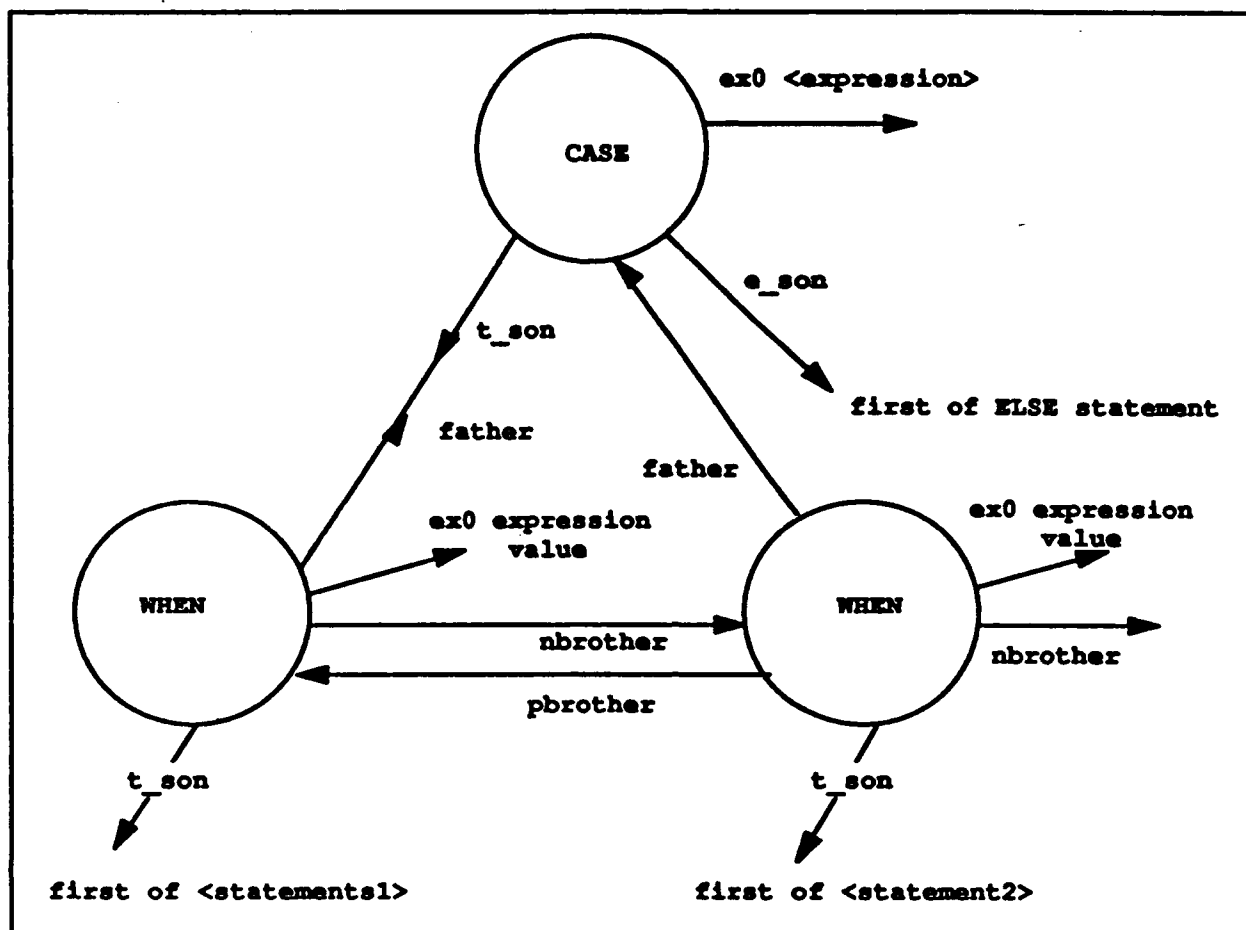 ex0 <expression>
CASE
e_son
t_son
first of ELSE statement
father
father
ex0 expression
value
ex0 expression
value
WHEN
WHEN
nbrother
nbrother
pbrother
t_son
t_son
first of <statements1>
first of <statement2>